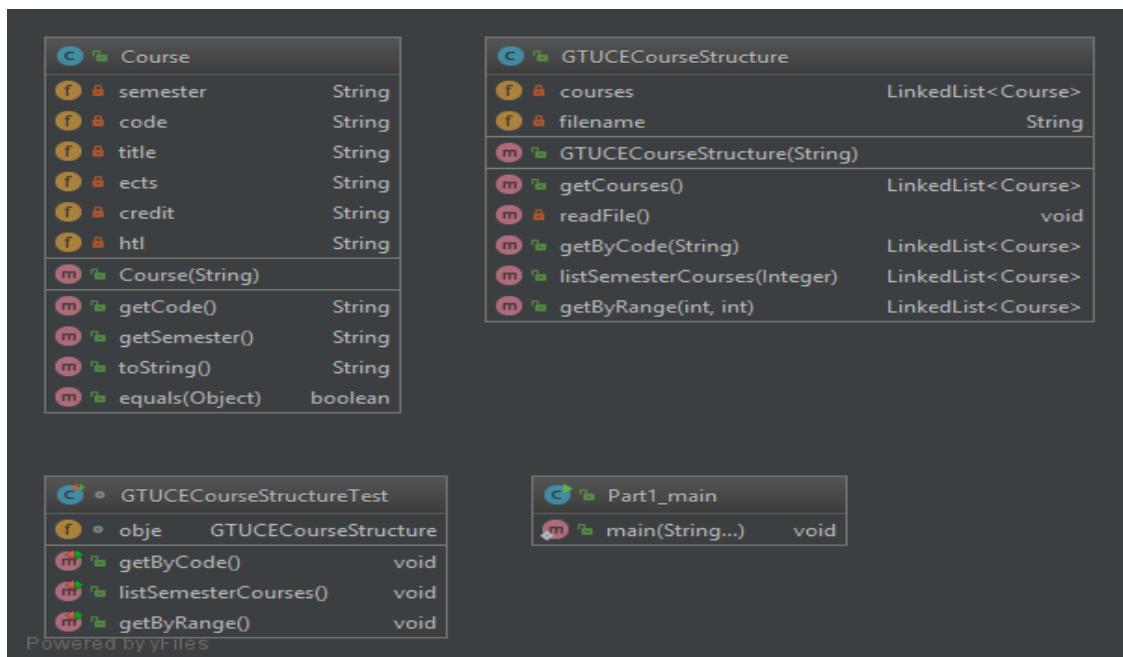 Course
semester String
code String
title String
ects String
credit String
htl String
Course(String)
getCode() String
getSemester() String
toString() String
equals(Object) boolean
GTUCECourseStructure
courses LinkedList<Course>
filename String
GTUCECourseStructure(String)
getCourses() LinkedList<Course>
readFile() void
getByCode(String) LinkedList<Course>
listSemesterCourses(Integer) LinkedList<Course>
getByRange(int, int) LinkedList<Course>
GTUCECourseStructureTest
obje GTUCECourseStructure
getByCode() void
listSemesterCourses() void
getByRange() void
Part1_main
main(String...) void
Powered by yFiles